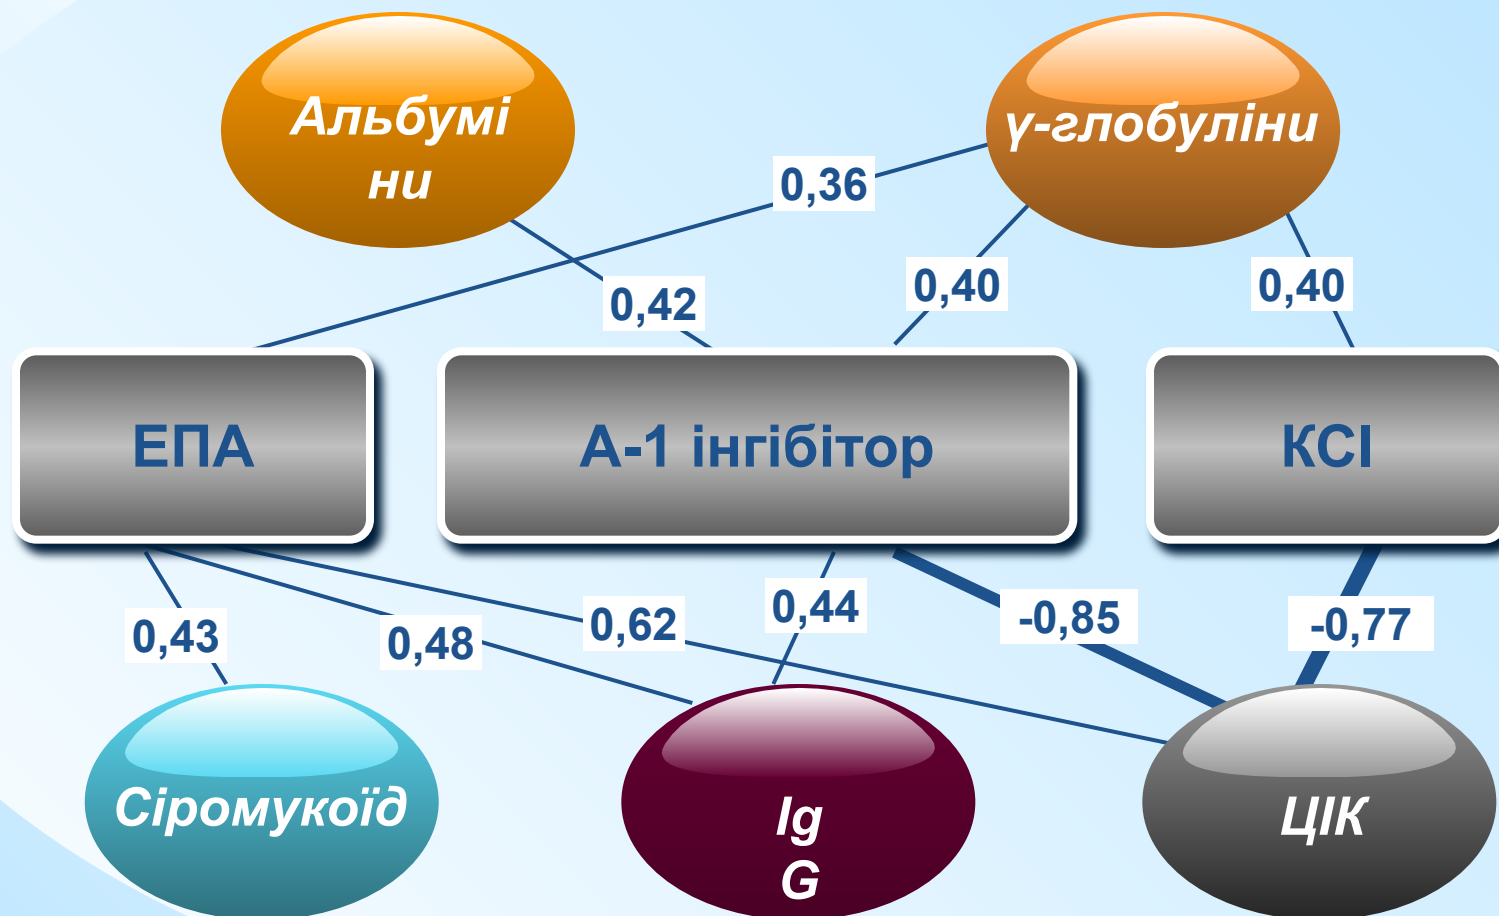 Альбумі
ни
γ-глобуліни
0,36
0,42
0,40
0,40
ЕПА
А-1 інгібітор
КСІ
0,43
0,48
0,62
0,44
-0,85
-0,77
Сіромукоїд
Ig
G
ЦІК